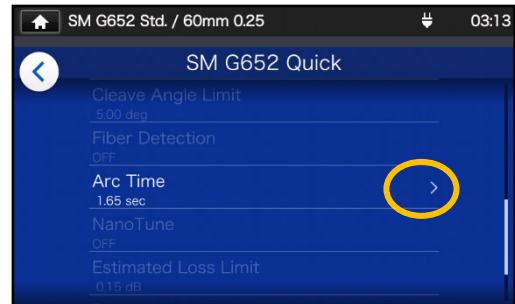 SM G652 Std. / 60mm 0.25 03:13
SM G652 Quick
Cleave Angle Limit
5.00 deg
Fiber Detection
OFF
Arc Time
1.65 sec
NanoTune
OFF
Estimated Loss Limit
0.15 dB